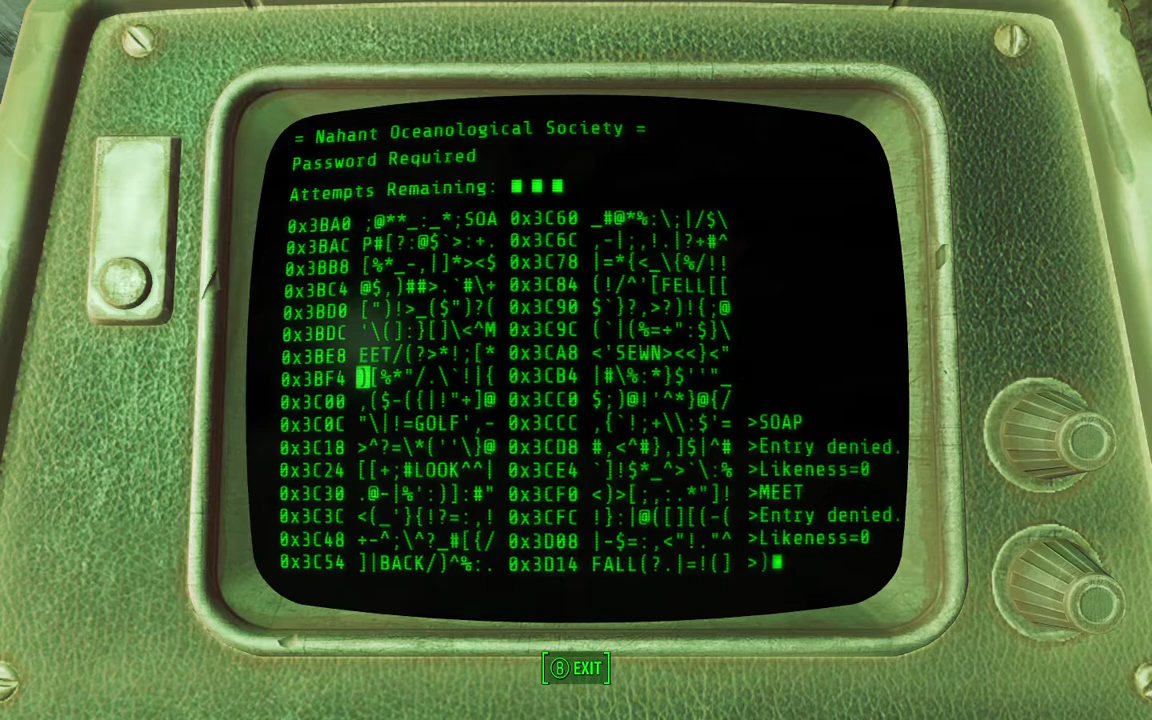 = Nahant Oceanological Society =
Password Required
Attempts Remaining: ■ ■ ■
0x3BA0 ;@**_:_*;SOA 0x3C60 _#@*%:\;|/$\
0x3BAC P#[?:@$`>:+. 0x3C6C ,-|;,!.|?+#^
0x3BB8 [%*_-,|]*><$ 0x3C78 |=*{<_\{%/!!
0x3BC4 @$,)##>.`#\+ 0x3C84 (!/^'[FELL[[
0x3BD0 [")!>_($")?( 0x3C90 $`}?,>?)!{;@
0x3BDC '\(]:}[]\<^M 0x3C9C (`|(%=+":$}\
0x3BE8 EET/(?>*!;[* 0x3CA8 <'SEWN><<}<"
0x3BF4 )[%*"/.\`!|{ 0x3CB4 |#\%:*}$''"_
0x3C00 ,($-({|!"+]@ 0x3CC0 $;)@!'^*}@{/
0x3C0C "\|!=GOLF',- 0x3CCC ,{`!;+\\:$'= >SOAP
0x3C18 >^?=\*(''\}@ 0x3CD8 #,<^#},]$|^# >Entry denied.
0x3C24 [[+;#LOOK^^| 0x3CE4 `]!$*_^>`\:% >Likeness=0
0x3C30 .@-|%':)]:#" 0x3CF0 <)>[;,:.*"]! >MEET
0x3C3C <(_'}{!?=:,! 0x3CFC !}:|@([][(-( >Entry denied.
0x3C48 +-^;\^?_#[{/ 0x3D08 |-$=:,<"!."^ >Likeness=0
0x3C54 ]|BACK/)^%:. 0x3D14 FALL(?.|=!(] >)■
Ⓑ EXIT